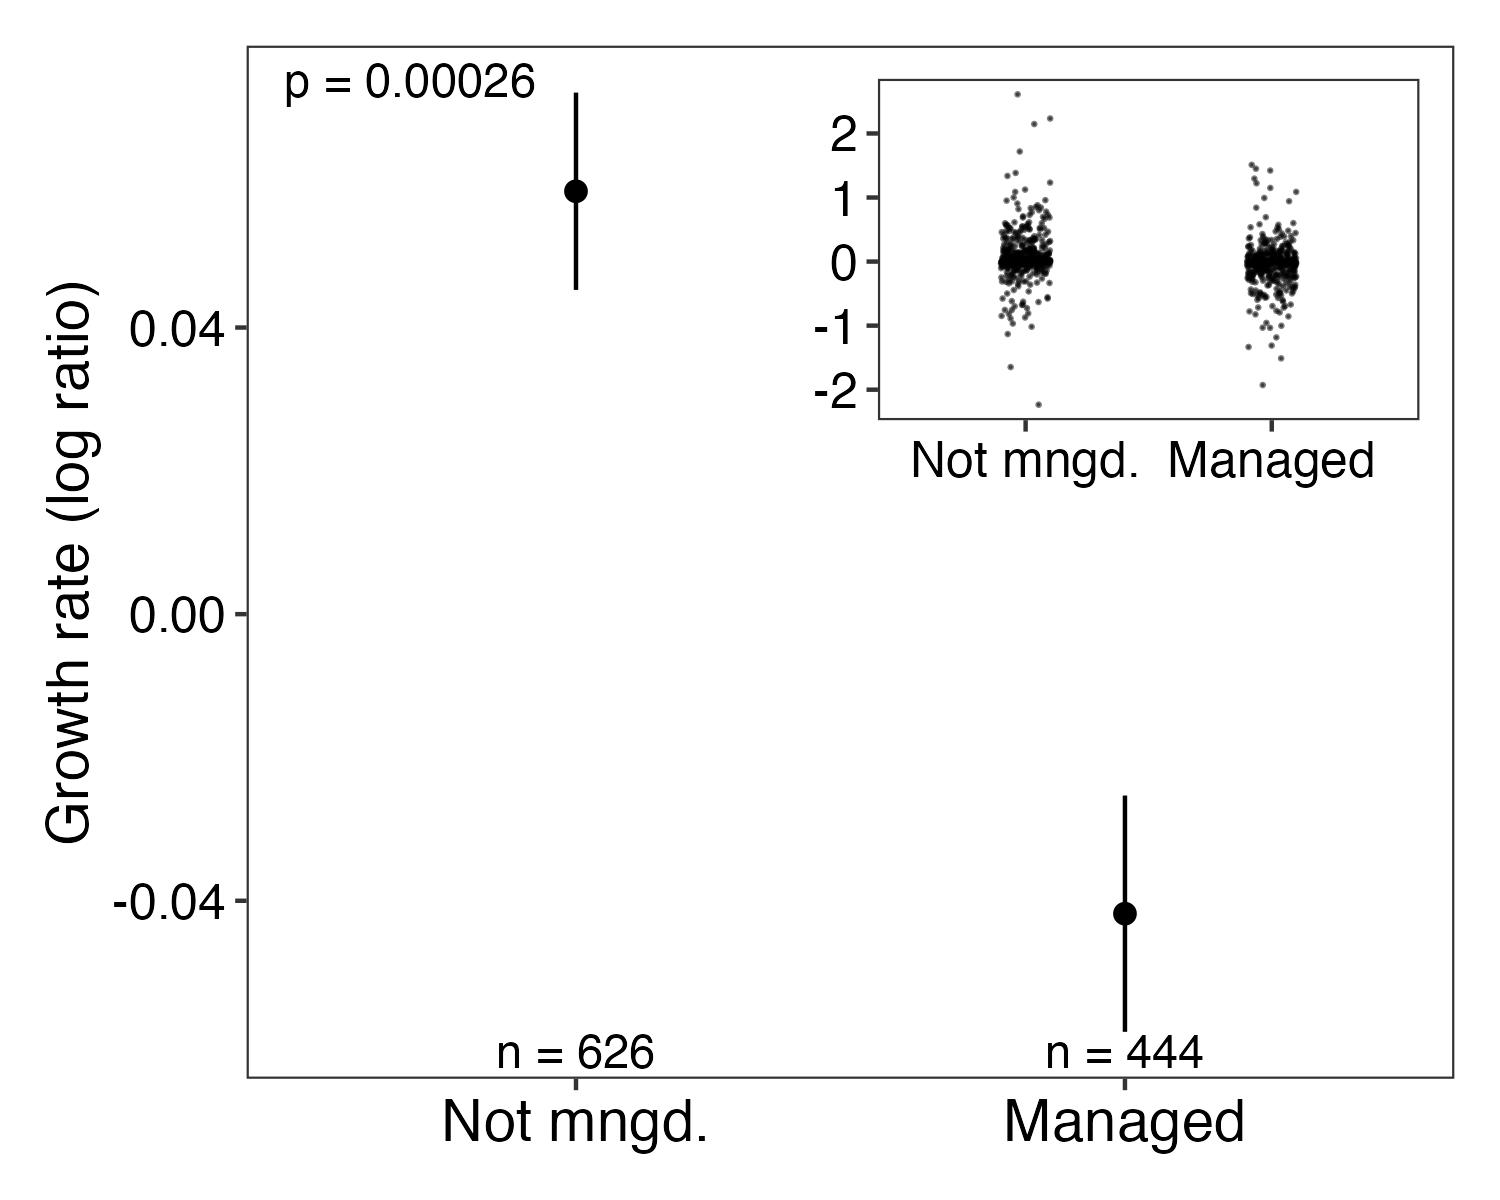 p = 0.00026
Growth rate (log ratio)
0.04
0.00
-0.04
2
1
0
-1
-2
Not mngd. Managed
n = 626 n = 444
Not mngd. Managed